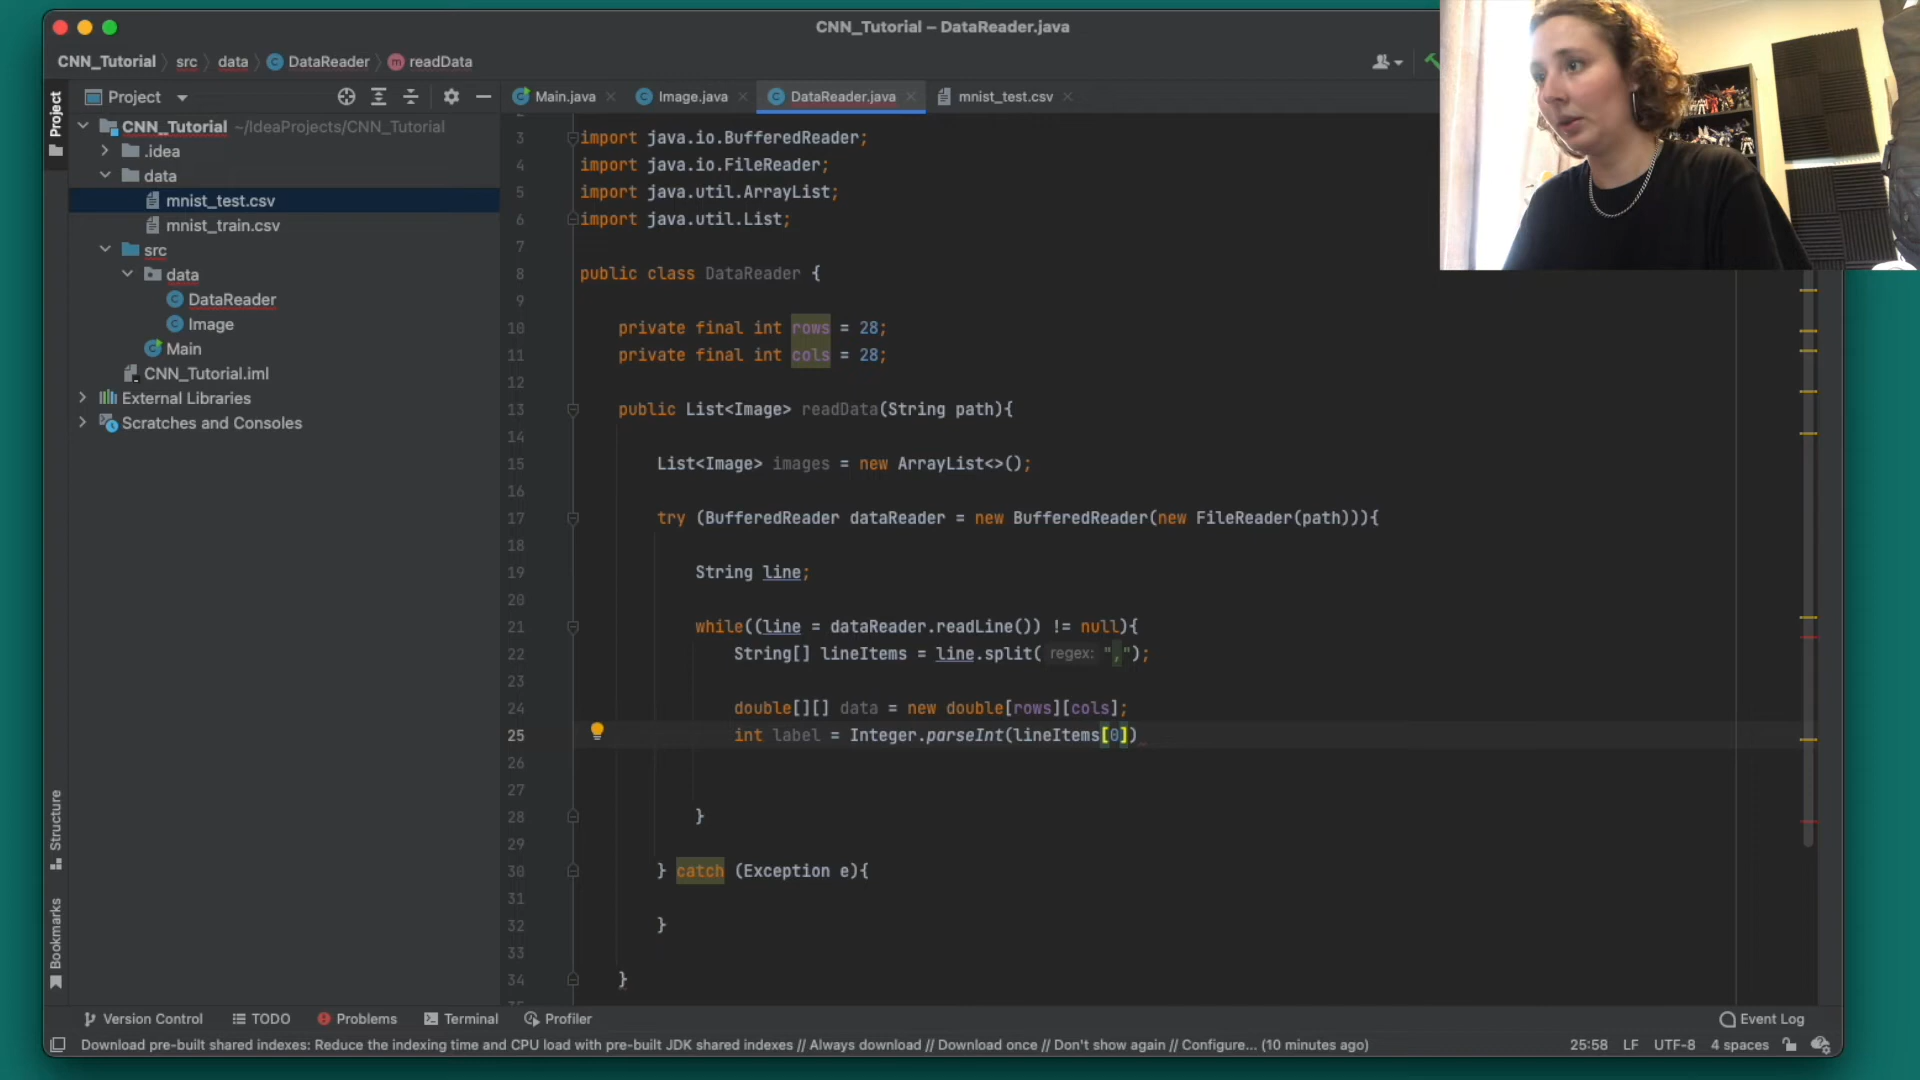 CNN_Tutorial – DataReader.java
CNN_Tutorial src data DataReader readData
Project
Project
Main.java Image.java DataReader.java mnist_test.csv
CNN_Tutorial ~/IdeaProjects/CNN_Tutorial
.idea
data
mnist_test.csv
mnist_train.csv
src
data
DataReader
Image
Main
CNN_Tutorial.iml
External Libraries
Scratches and Consoles
3 import java.io.BufferedReader;
4 import java.io.FileReader;
5 import java.util.ArrayList;
6 import java.util.List;
7
8 public class DataReader {
9
10 private final int rows = 28;
11 private final int cols = 28;
12
13 public List<Image> readData(String path){
14
15 List<Image> images = new ArrayList<>();
16
17 try (BufferedReader dataReader = new BufferedReader(new FileReader(path))){
18
19 String line;
20
21 while((line = dataReader.readLine()) != null){
22 String[] lineItems = line.split( regex: ",");
23
24 double[][] data = new double[rows][cols];
25 int label = Integer.parseInt(lineItems[0])
26
27
28 }
29
30 } catch (Exception e){
31
32 }
33
34 }
Structure
Bookmarks
Version Control TODO Problems Terminal Profiler Event Log
Download pre-built shared indexes: Reduce the indexing time and CPU load with pre-built JDK shared indexes // Always download // Download once // Don't show again // Configure... (10 minutes ago) 25:58 LF UTF-8 4 spaces